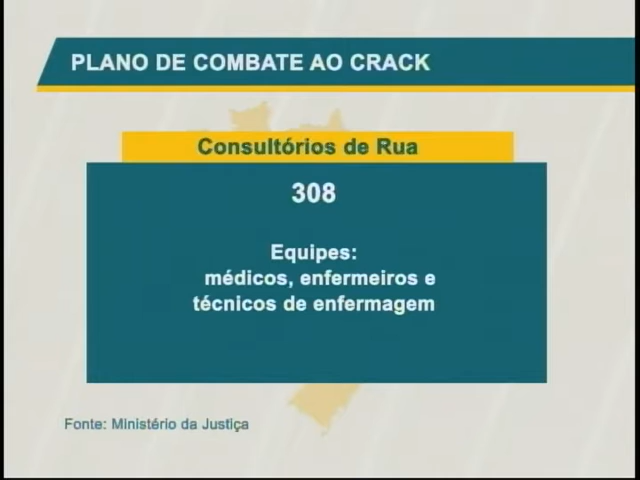 PLANO DE COMBATE AO CRACK
Consultórios de Rua
308
Equipes:
médicos, enfermeiros e
técnicos de enfermagem
Fonte: Ministério da Justiça